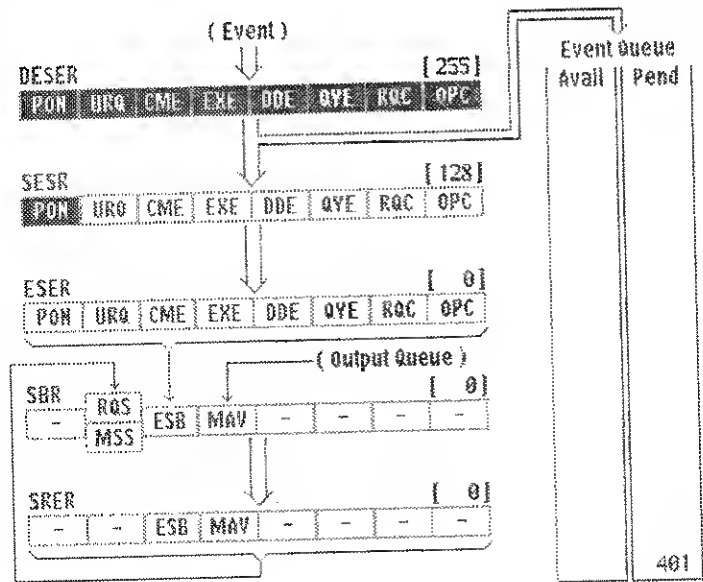 ( Event )
DESER [ 255]
PON URQ CME EXE DDE QYE RQC OPC
SESR [ 128]
PON URQ CME EXE DDE QYE RQC OPC
ESER [ 0]
PON URQ CME EXE DDE QYE RQC OPC
( Output Queue )
SBR [ 0]
- RQS MSS ESB MAV - - - -
SRER [ 0]
- - ESB MAV - - - -
Event Queue
Avail Pend
401